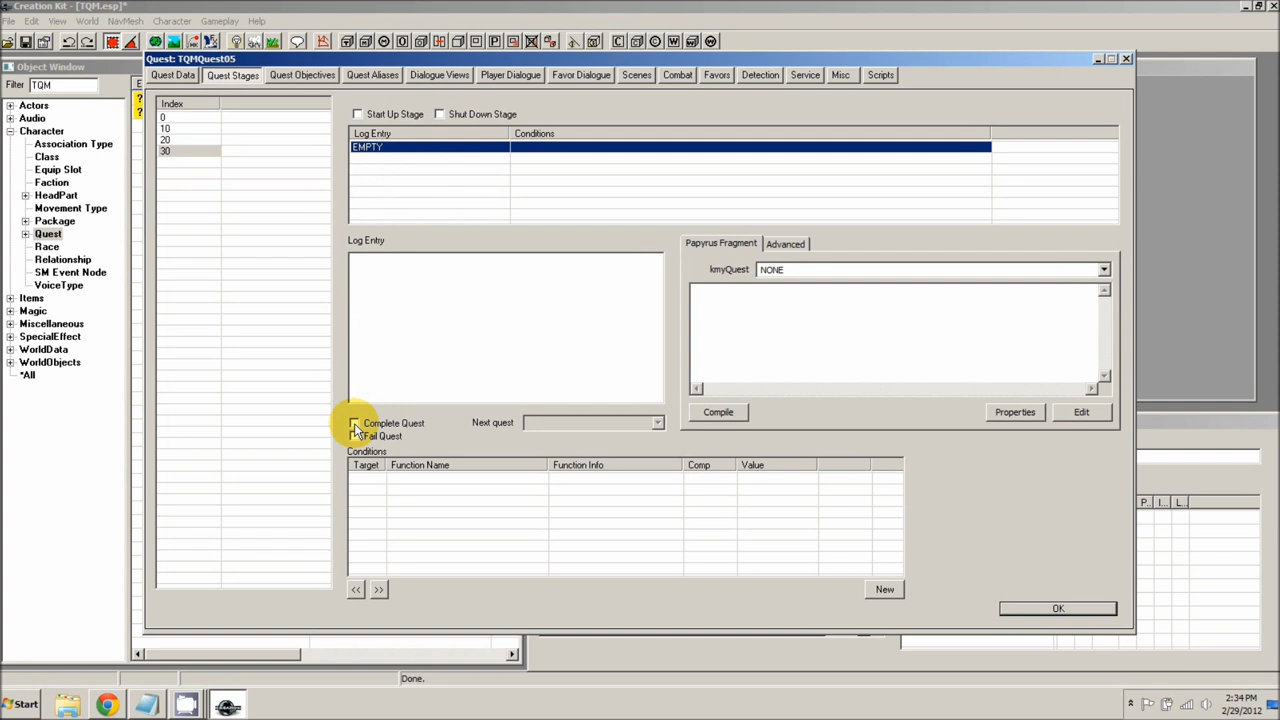 Creation Kit - [TQM.esp]*
File Edit View World NavMesh Character Gameplay Help
Object Window
Filter TQM
Actors
Audio
Character
Association Type
Class
Equip Slot
Faction
HeadPart
Movement Type
Package
Quest
Race
Relationship
SM Event Node
VoiceType
Items
Magic
Miscellaneous
SpecialEffect
WorldData
WorldObjects
*All
Quest: TQMQuest05
Quest Data Quest Stages Quest Objectives Quest Aliases Dialogue Views Player Dialogue Favor Dialogue Scenes Combat Favors Detection Service Misc Scripts
Index
0
10
20
30
Start Up Stage Shut Down Stage
Log Entry Conditions
EMPTY
Log Entry
Papyrus Fragment Advanced
kmyQuest NONE
Compile Properties Edit
Complete Quest Next quest
Fail Quest
Conditions
Target Function Name Function Info Comp Value
<< >> New
OK
P.. I... L...
Done.
Start
2:34 PM
2/29/2012